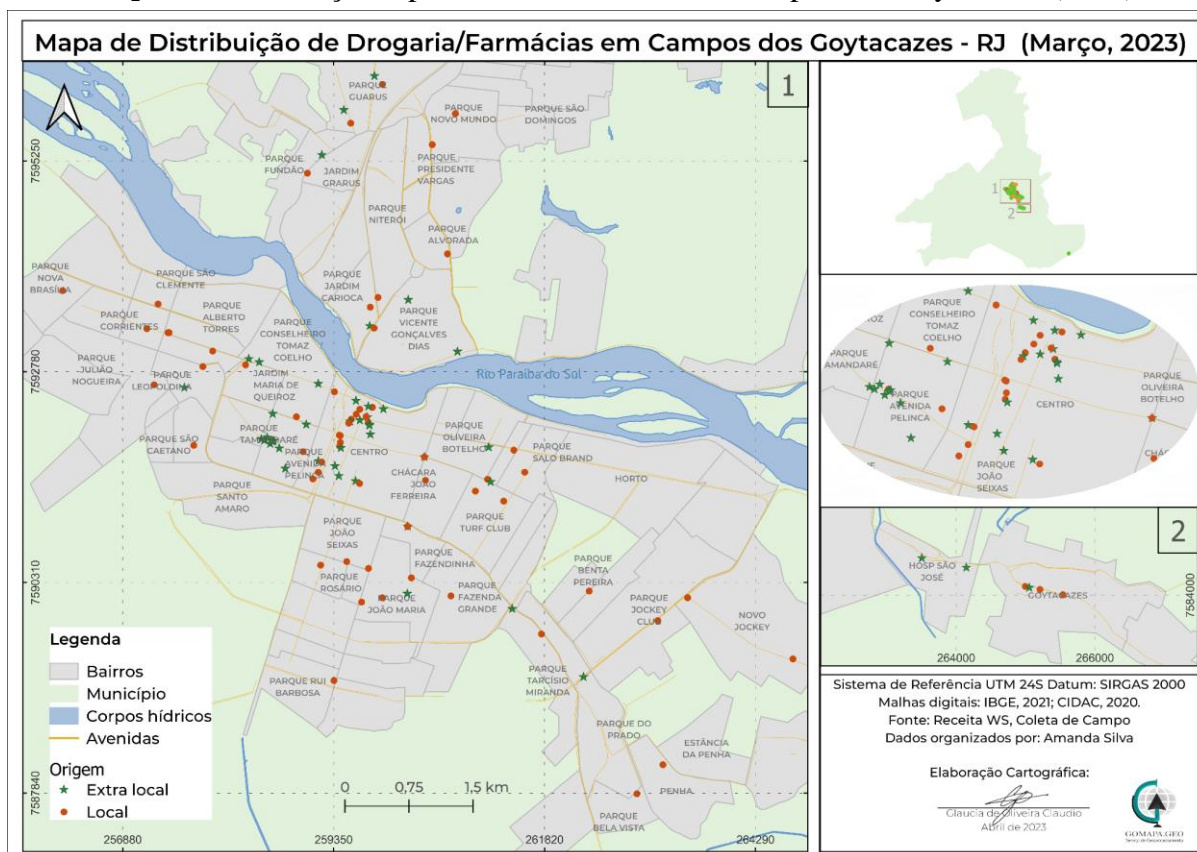 Mapa de Distribuição de Drogaria/Farmácias em Campos dos Goytacazes - RJ (Março, 2023)
1
PARQUE
GUARUS
PARQUE
NOVO MUNDO
PARQUE SÃO
DOMINGOS
7595250
PARQUE
FUNDÃO
JARDIM
GRARUS
PARQUE
PRESIDENTE
VARGAS
PARQUE
NITERÓI
PARQUE
ALVORADA
PARQUE
NOVA
BRASÍLIA
PARQUE SÃO
CLEMENTE
PARQUE
JARDIM
CARIOCA
PARQUE
CORRIENTES
PARQUE
ALBERTO
TORRES
PARQUE
CONSELHEIRO
TOMAZ
COELHO
PARQUE
VICENTE
GONÇALVES
DIAS
7592780
PARQUE
JULIÃO
NOGUEIRA
PARQUE
LEOPOLDINA
JARDIM
MARIA DE
QUEIROZ
Rio Paraíba do Sul
PARQUE SÃO
CAETANO
PARQUE
TAMANDARÉ
PARQUE
AVENIDA
PELINCA
CENTRO
PARQUE
OLIVEIRA
BOTELHO
PARQUE
SALO BRAND
CHÁCARA
JOÃO
FERREIRA
HORTO
PARQUE
SANTO
AMARO
PARQUE
TURF CLUB
PARQUE
JOÃO
SEIXAS
PARQUE
FAZENDINHA
7590310
PARQUE
ROSÁRIO
PARQUE
JOÃO MARIA
PARQUE
FAZENDA
GRANDE
PARQUE
BENTA
PEREIRA
PARQUE
JOCKEY
CLUB
NOVO
JOCKEY
PARQUE
TARCÍSIO
MIRANDA
PARQUE RUI
BARBOSA
PARQUE DO
PRADO
ESTÂNCIA
DA PENHA
PENHA
PARQUE
BELA VISTA
7587840
Legenda
Bairros
Município
Corpos hídricos
Avenidas
Origem
Extra local
Local
0 0,75 1,5 km
256880 259350 261820 264290
1
2
PARQUE
CONSELHEIRO
TOMAZ
COELHO
ROZ
PARQUE
AMANDARÉ
PARQUE
AVENIDA
PELINCA
CENTRO
PARQUE
OLIVEIRA
BOTELHO
PARQUE
JOÃO
SEIXAS
2
HOSP SÃO
JOSÉ
GOYTACAZES
7584000
264000 266000
Sistema de Referência UTM 24S Datum: SIRGAS 2000
Malhas digitais: IBGE, 2021; CIDAC, 2020.
Fonte: Receita WS, Coleta de Campo
Dados organizados por: Amanda Silva
Elaboração Cartográfica:
Glaucia de Oliveira Claudio
Abril de 2023
GOMAPA.GEO